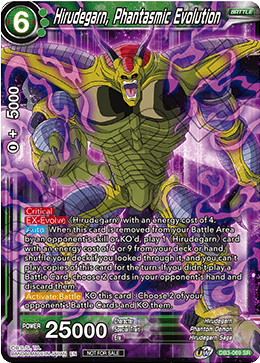 6
Hirudegarn, Phantasmic Evolution
BATTLE
0 + 5000
Critical
EX-Evolve 《Hirudegarn》 with an energy cost of 4.
Auto When this card is removed from your Battle Area
by an opponent's skill or KO'd, play 1 《Hirudegarn》 card
with an energy cost of 4 or 9 from your deck or hand,
shuffle your deck if you looked through it, and you can't
play copies of this card for the turn. If you didn't play a
Battle Card, choose 2 cards in your opponent's hand and
discard them.
Activate: Battle KO this card: Choose 2 of your
opponent's Battle Cards and KO them.
POWER 25000
Character Hirudegarn
Special Trait Phantom Demon
Era Hirudegarn Saga
NOT FOR SALE
DB3-069 SR